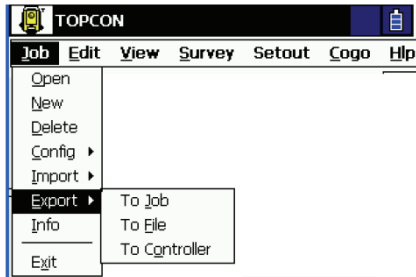 TOPCON
Job Edit View Survey Setout Cogo Hlp
Open
New
Delete
Config
Import
Export To Job
Info To File
To Controller
Exit